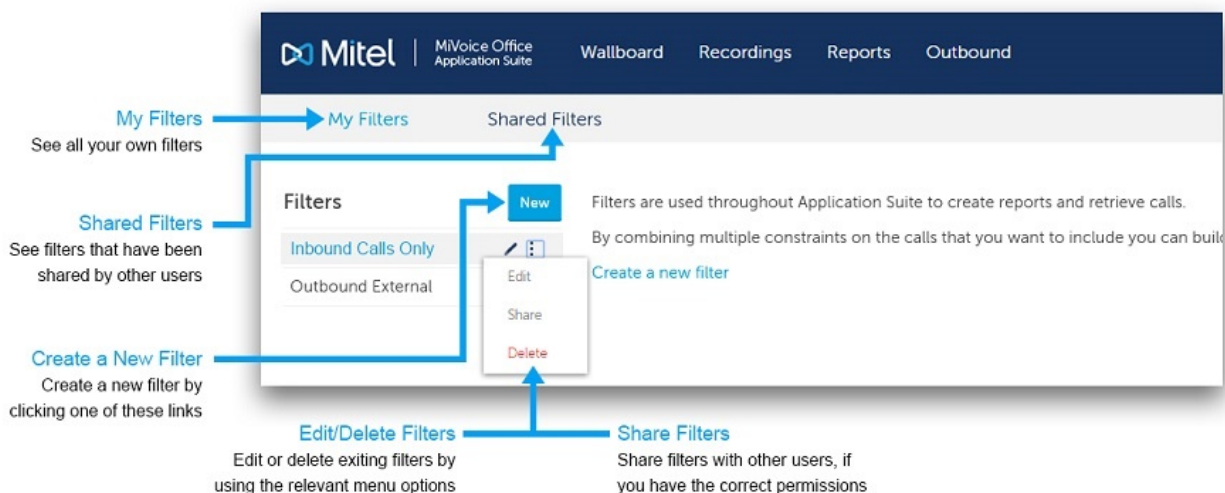 Mitel
MiVoice Office
Application Suite
Wallboard
Recordings
Reports
Outbound
My Filters
See all your own filters
My Filters
Shared Filters
Shared Filters
See filters that have been
shared by other users
Filters
New
Inbound Calls Only
Outbound External
Edit
Share
Delete
Filters are used throughout Application Suite to create reports and retrieve calls.
By combining multiple constraints on the calls that you want to include you can build
Create a new filter
Create a New Filter
Create a new filter by
clicking one of these links
Edit/Delete Filters
Edit or delete exiting filters by
using the relevant menu options
Share Filters
Share filters with other users, if
you have the correct permissions